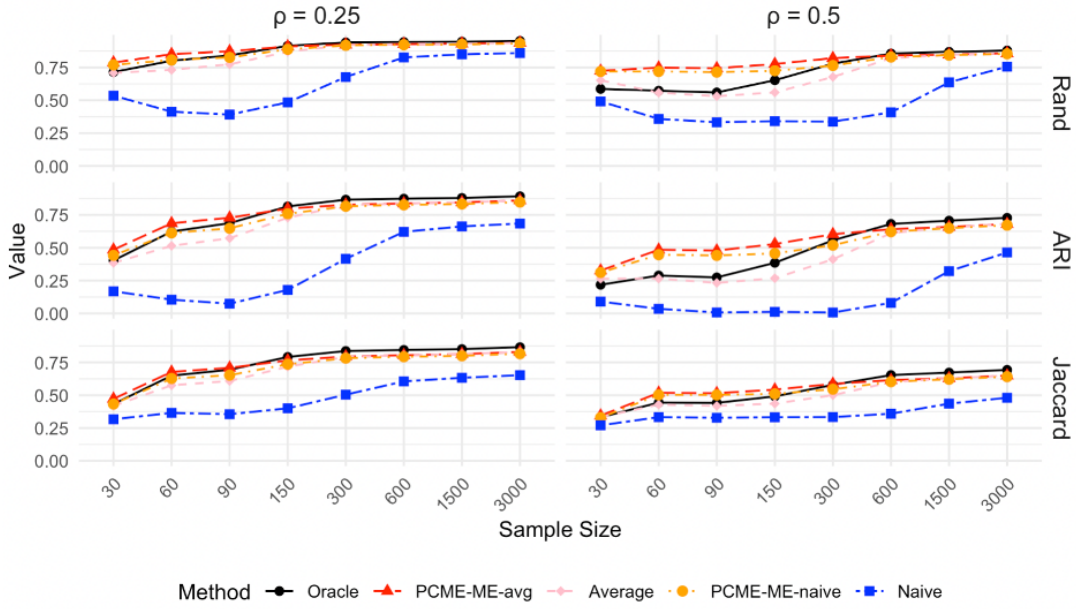 ρ = 0.25
ρ = 0.5
0.75
0.50
0.25
0.00
Rand
0.75
0.50
0.25
0.00
ARI
0.75
0.50
0.25
0.00
Jaccard
Value
30 60 90 150 300 600 1500 3000
30 60 90 150 300 600 1500 3000
Sample Size
Method Oracle PCME-ME-avg Average PCME-ME-naive Naive